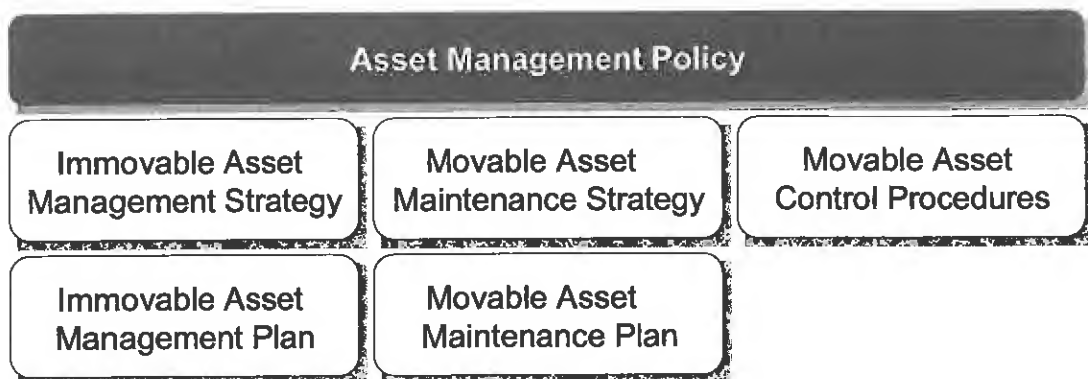 Asset Management Policy
Immovable Asset
Management Strategy
Movable Asset
Maintenance Strategy
Movable Asset
Control Procedures
Immovable Asset
Management Plan
Movable Asset
Maintenance Plan